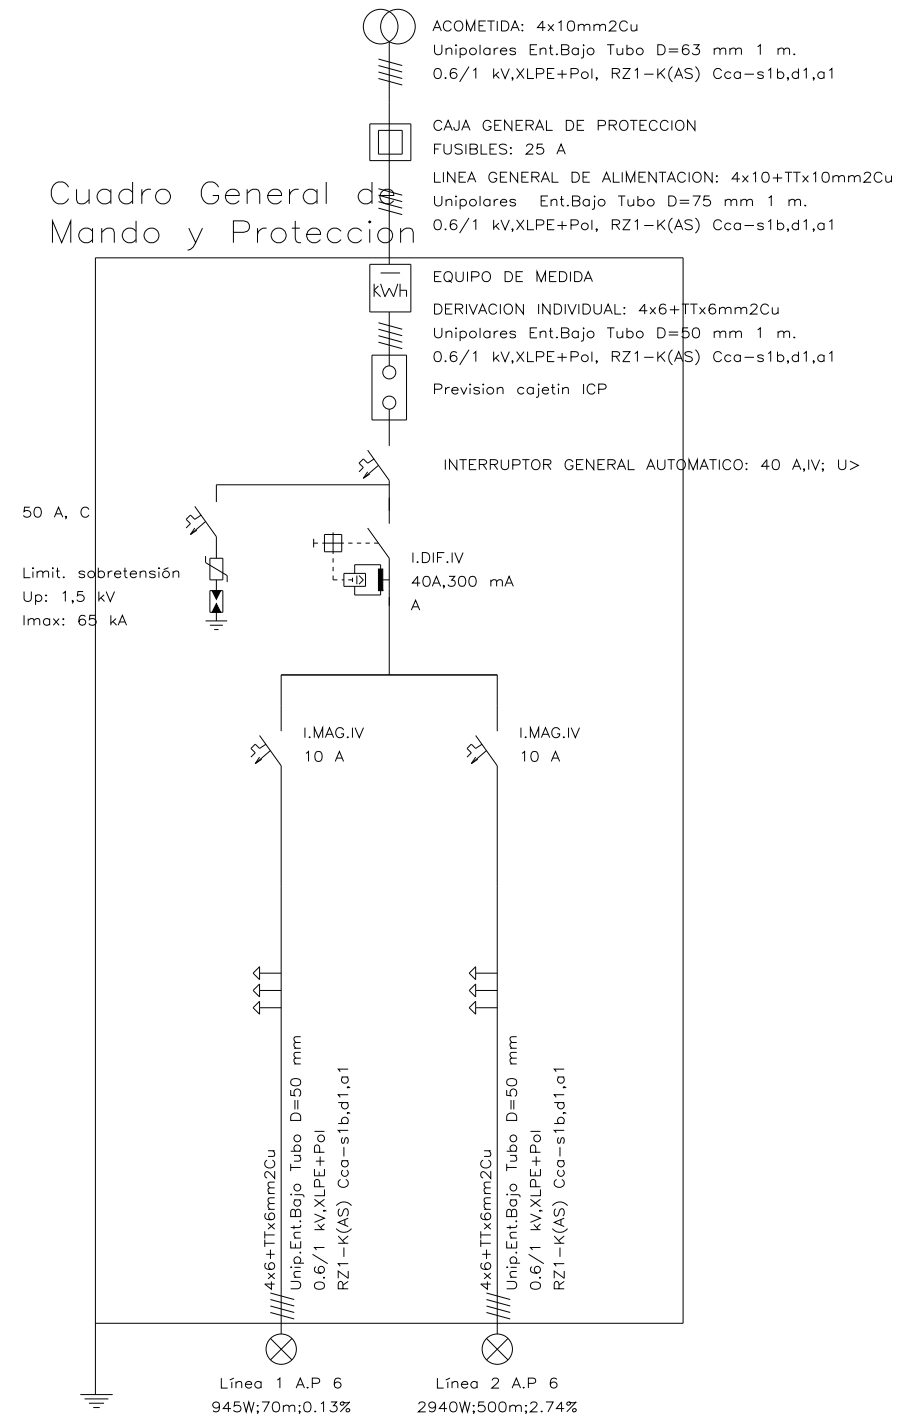 ACOMETIDA: 4x10mm2Cu
Unipolares Ent.Bajo Tubo D=63 mm 1 m.
0.6/1 kV,XLPE+Pol, RZ1-K(AS) Cca-s1b,d1,a1
CAJA GENERAL DE PROTECCION
FUSIBLES: 25 A
LINEA GENERAL DE ALIMENTACION: 4x10+TTx10mm2Cu
Unipolares Ent.Bajo Tubo D=75 mm 1 m.
0.6/1 kV,XLPE+Pol, RZ1-K(AS) Cca-s1b,d1,a1
Cuadro General de
Mando y Proteccion
KWh
EQUIPO DE MEDIDA
DERIVACION INDIVIDUAL: 4x6+TTx6mm2Cu
Unipolares Ent.Bajo Tubo D=50 mm 1 m.
0.6/1 kV,XLPE+Pol, RZ1-K(AS) Cca-s1b,d1,a1
Prevision cajetin ICP
INTERRUPTOR GENERAL AUTOMATICO: 40 A,IV; U>
50 A, C
Limit. sobretensión
Up: 1,5 kV
Imax: 65 kA
I.DIF.IV
40A,300 mA
A
I.MAG.IV
10 A
I.MAG.IV
10 A
4x6+TTx6mm2Cu
Unip.Ent.Bajo Tubo D=50 mm
0.6/1 kV,XLPE+Pol
RZ1-K(AS) Cca-s1b,d1,a1
4x6+TTx6mm2Cu
Unip.Ent.Bajo Tubo D=50 mm
0.6/1 kV,XLPE+Pol
RZ1-K(AS) Cca-s1b,d1,a1
Línea 1 A.P 6
945W;70m;0.13%
Línea 2 A.P 6
2940W;500m;2.74%